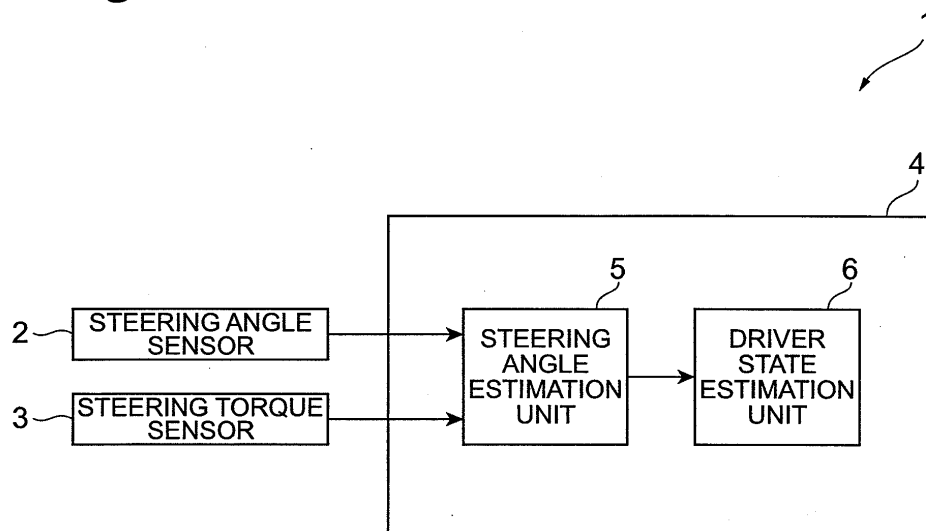 4
5
6
2
STEERING ANGLE
SENSOR
3
STEERING TORQUE
SENSOR
STEERING
ANGLE
ESTIMATION
UNIT
DRIVER
STATE
ESTIMATION
UNIT